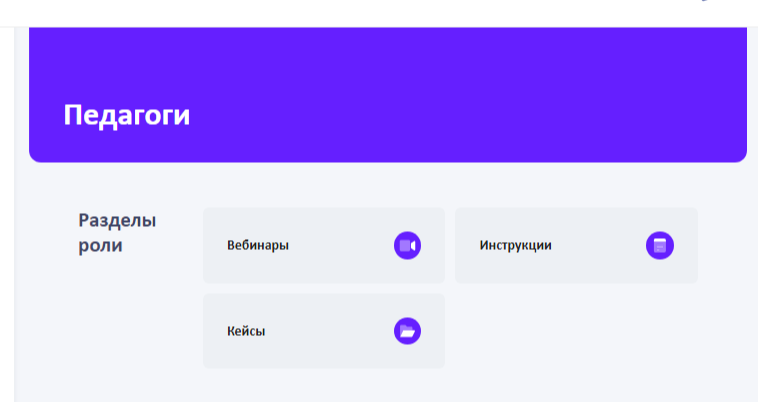 Педагоги
Разделы
роли
Вебинары
Инструкции
Кейсы